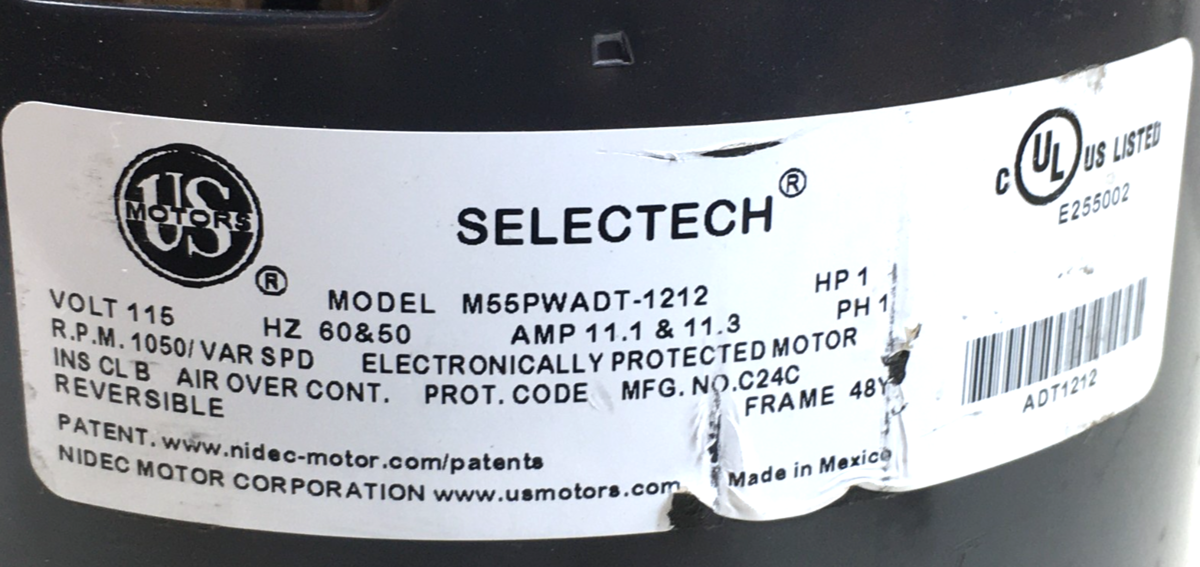 US
MOTORS
®
SELECTECH®
C UL US LISTED
E255002
MODEL M55PWADT-1212 HP 1
VOLT 115 HZ 60&50 AMP 11.1 & 11.3 PH 1
R.P.M. 1050/VAR SPD ELECTRONICALLY PROTECTED MOTOR
INS CL B AIR OVER CONT. PROT. CODE MFG. NO. C24C
REVERSIBLE FRAME 48Y
PATENT. www.nidec-motor.com/patents
NIDEC MOTOR CORPORATION www.usmotors.com Made in Mexico
ADT1212